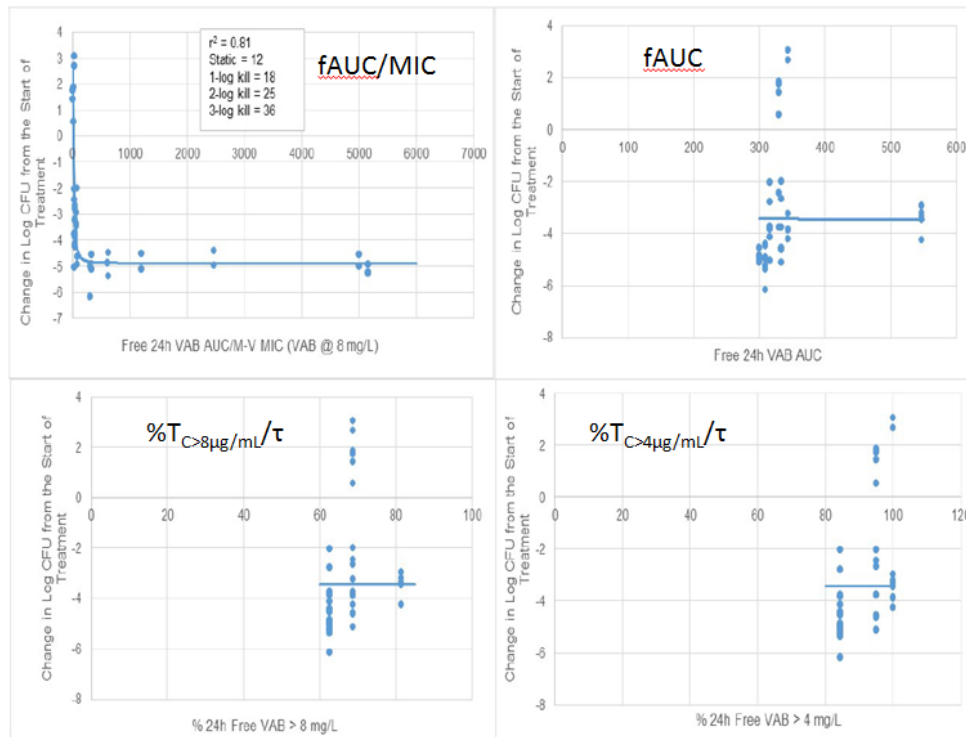 fAUC/MIC
r² = 0.81
Static = 12
1-log kill = 18
2-log kill = 25
3-log kill = 36
4
3
2
1
0
-1
-2
-3
-4
-5
-6
-7
0 1000 2000 3000 4000 5000 6000 7000
Change in Log CFU from the Start of
Treatment
Free 24h VAB AUC/M-V MIC (VAB @ 8 mg/L)
fAUC
4
2
0
-2
-4
-6
-8
0 100 200 300 400 500 600
Change in Log CFU from the Start of
Treatment
Free 24h VAB AUC
%TC>8µg/mL/τ
4
2
0
-2
-4
-6
-8
0 20 40 60 80 100
Change in Log CFU from the Start of
Treatment
% 24h Free VAB > 8 mg/L
%TC>4µg/mL/τ
4
2
0
-2
-4
-6
-8
0 20 40 60 80 100 120
Change in Log CFU from the Start of
Treatment
% 24h Free VAB > 4 mg/L